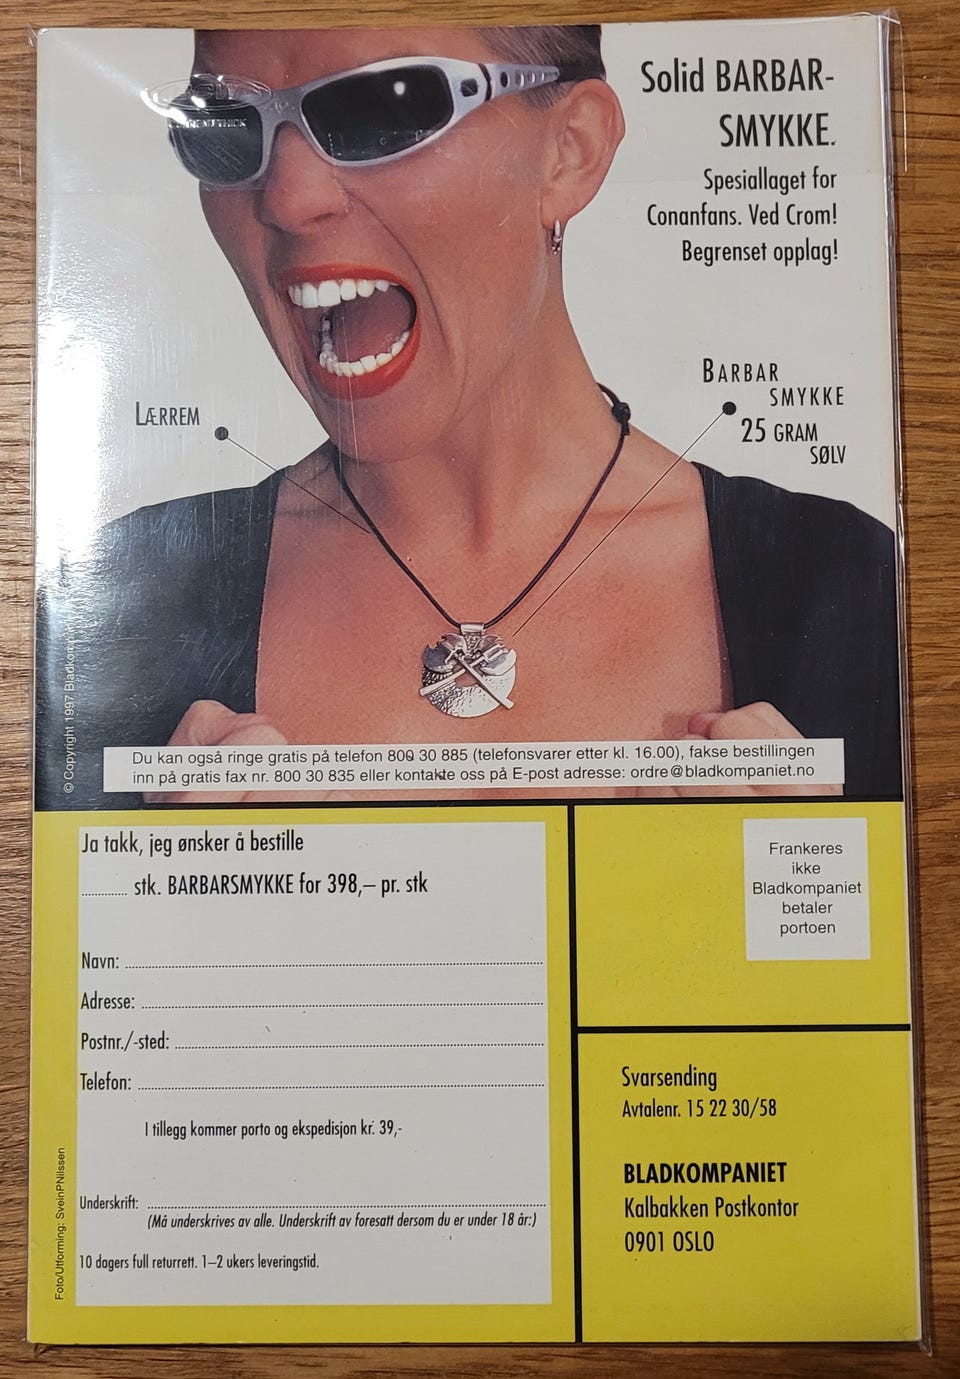 Solid BARBAR-
SMYKKE.
Spesiallaget for
Conanfans. Ved Crom!
Begrenset opplag!
BARBAR
SMYKKE
25 GRAM
SØLV
LÆRREM
© Copyright 1997
Du kan også ringe gratis på telefon 800 30 885 (telefonsvarer etter kl. 16.00), fakse bestillingen
inn på gratis fax nr. 800 30 835 eller kontakte oss på E-post adresse: ordre@bladkompaniet.no
Ja takk, jeg ønsker å bestille
.......... stk. BARBARSMYKKE for 398,– pr. stk
Navn:
Adresse:
Postnr./-sted:
Telefon:
I tillegg kommer porto og ekspedisjon kr. 39,-
Underskrift:
(Må underskrives av alle. Underskrift av foresatt dersom du er under 18 år.)
10 dagers full returrett. 1–2 ukers leveringstid.
Foto/Utforming: SveinPNilssen
Frankeres
ikke
Bladkompaniet
betaler
portoen
Svarsending
Avtalenr. 15 22 30/58
BLADKOMPANIET
Kalbakken Postkontor
0901 OSLO